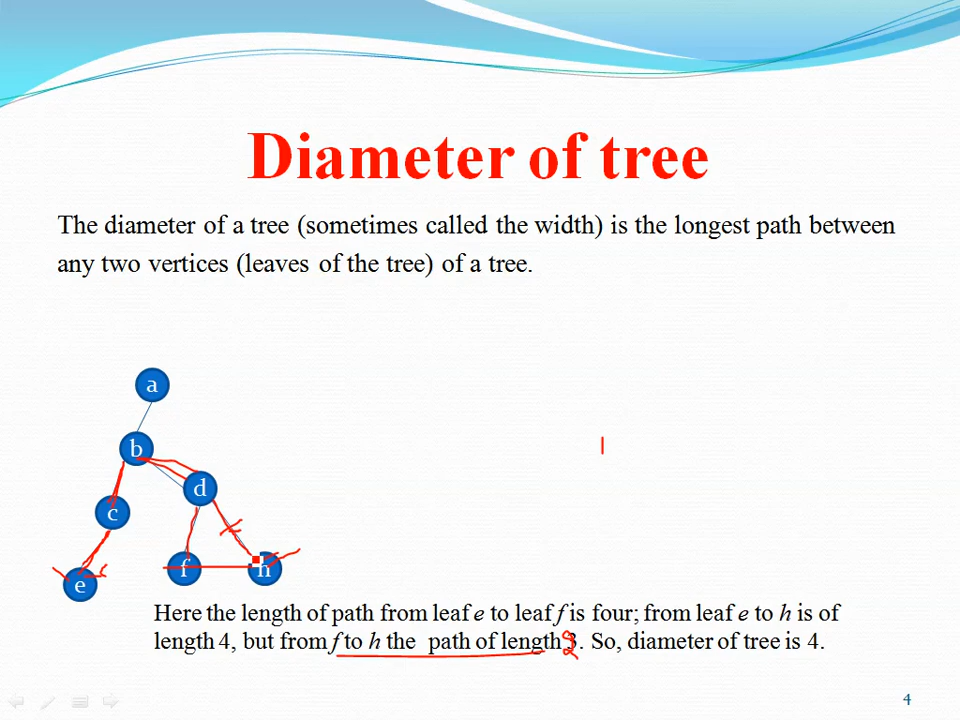 Diameter of tree
The diameter of a tree (sometimes called the width) is the longest path between
any two vertices (leaves of the tree) of a tree.
a
b
d
c
f
h
e
Here the length of path from leaf e to leaf f is four; from leaf e to h is of
length 4, but from f to h the path of length 3. So, diameter of tree is 4.
2
4